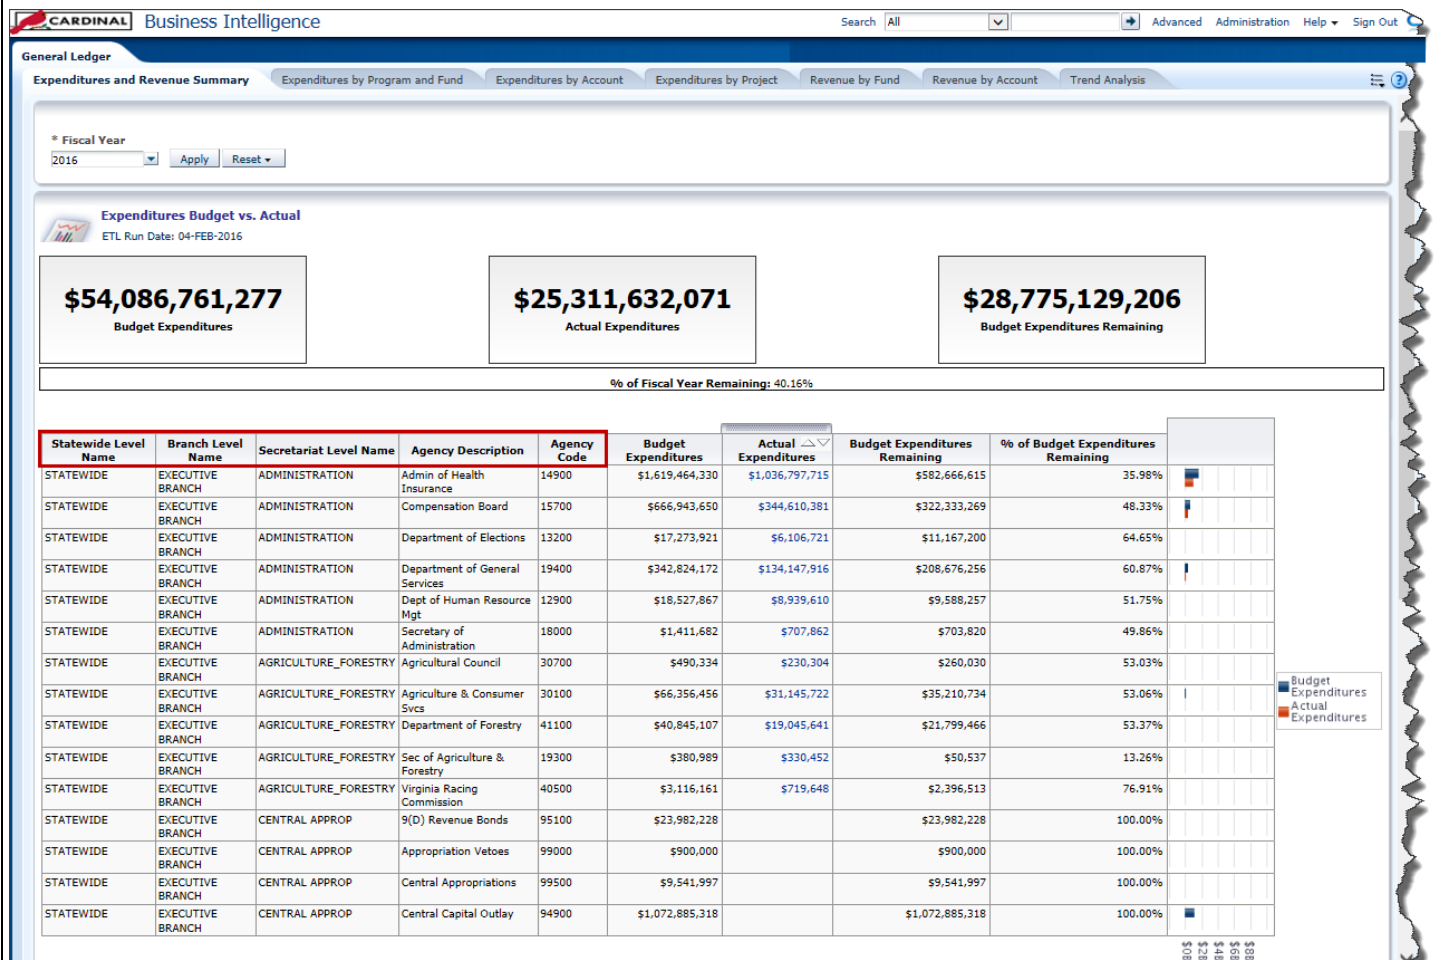 CARDINAL Business Intelligence Search All Advanced Administration Help Sign Out
General Ledger
Expenditures and Revenue Summary Expenditures by Program and Fund Expenditures by Account Expenditures by Project Revenue by Fund Revenue by Account Trend Analysis
* Fiscal Year
2016 Apply Reset
Expenditures Budget vs. Actual
ETL Run Date: 04-FEB-2016
$54,086,761,277 $25,311,632,071 $28,775,129,206
Budget Expenditures Actual Expenditures Budget Expenditures Remaining
% of Fiscal Year Remaining: 40.16%
Statewide Level Branch Level Secretariat Level Name Agency Description Agency Budget Actual Budget Expenditures % of Budget Expenditures
Name Name Code Expenditures Expenditures Remaining Remaining
STATEWIDE EXECUTIVE ADMINISTRATION Admin of Health 14900 $1,619,464,330 $1,036,797,715 $582,666,615 35.98%
BRANCH Insurance
STATEWIDE EXECUTIVE ADMINISTRATION Compensation Board 15700 $666,943,650 $344,610,381 $322,333,269 48.33%
BRANCH
STATEWIDE EXECUTIVE ADMINISTRATION Department of Elections 13200 $17,273,921 $6,106,721 $11,167,200 64.65%
BRANCH
STATEWIDE EXECUTIVE ADMINISTRATION Department of General 19400 $342,824,172 $134,147,916 $208,676,256 60.87%
BRANCH Services
STATEWIDE EXECUTIVE ADMINISTRATION Dept of Human Resource 12900 $18,527,867 $8,939,610 $9,588,257 51.75%
BRANCH Mgt
STATEWIDE EXECUTIVE ADMINISTRATION Secretary of 18000 $1,411,682 $707,862 $703,820 49.86%
BRANCH Administration
STATEWIDE EXECUTIVE AGRICULTURE_FORESTRY Agricultural Council 30700 $490,334 $230,304 $260,030 53.03%
BRANCH
STATEWIDE EXECUTIVE AGRICULTURE_FORESTRY Agriculture & Consumer 30100 $66,356,456 $31,145,722 $35,210,734 53.06%
BRANCH Svcs
Budget
Expenditures
Actual
Expenditures
STATEWIDE EXECUTIVE AGRICULTURE_FORESTRY Department of Forestry 41100 $40,845,107 $19,045,641 $21,799,466 53.37%
BRANCH
STATEWIDE EXECUTIVE AGRICULTURE_FORESTRY Sec of Agriculture & 19300 $380,989 $330,452 $50,537 13.26%
BRANCH Forestry
STATEWIDE EXECUTIVE AGRICULTURE_FORESTRY Virginia Racing 40500 $3,116,161 $719,648 $2,396,513 76.91%
BRANCH Commission
STATEWIDE EXECUTIVE CENTRAL APPROP 9(D) Revenue Bonds 95100 $23,982,228 $23,982,228 100.00%
BRANCH
STATEWIDE EXECUTIVE CENTRAL APPROP Appropriation Vetoes 99000 $900,000 $900,000 100.00%
BRANCH
STATEWIDE EXECUTIVE CENTRAL APPROP Central Appropriations 99500 $9,541,997 $9,541,997 100.00%
BRANCH
STATEWIDE EXECUTIVE CENTRAL APPROP Central Capital Outlay 94900 $1,072,885,318 $1,072,885,318 100.00%
BRANCH